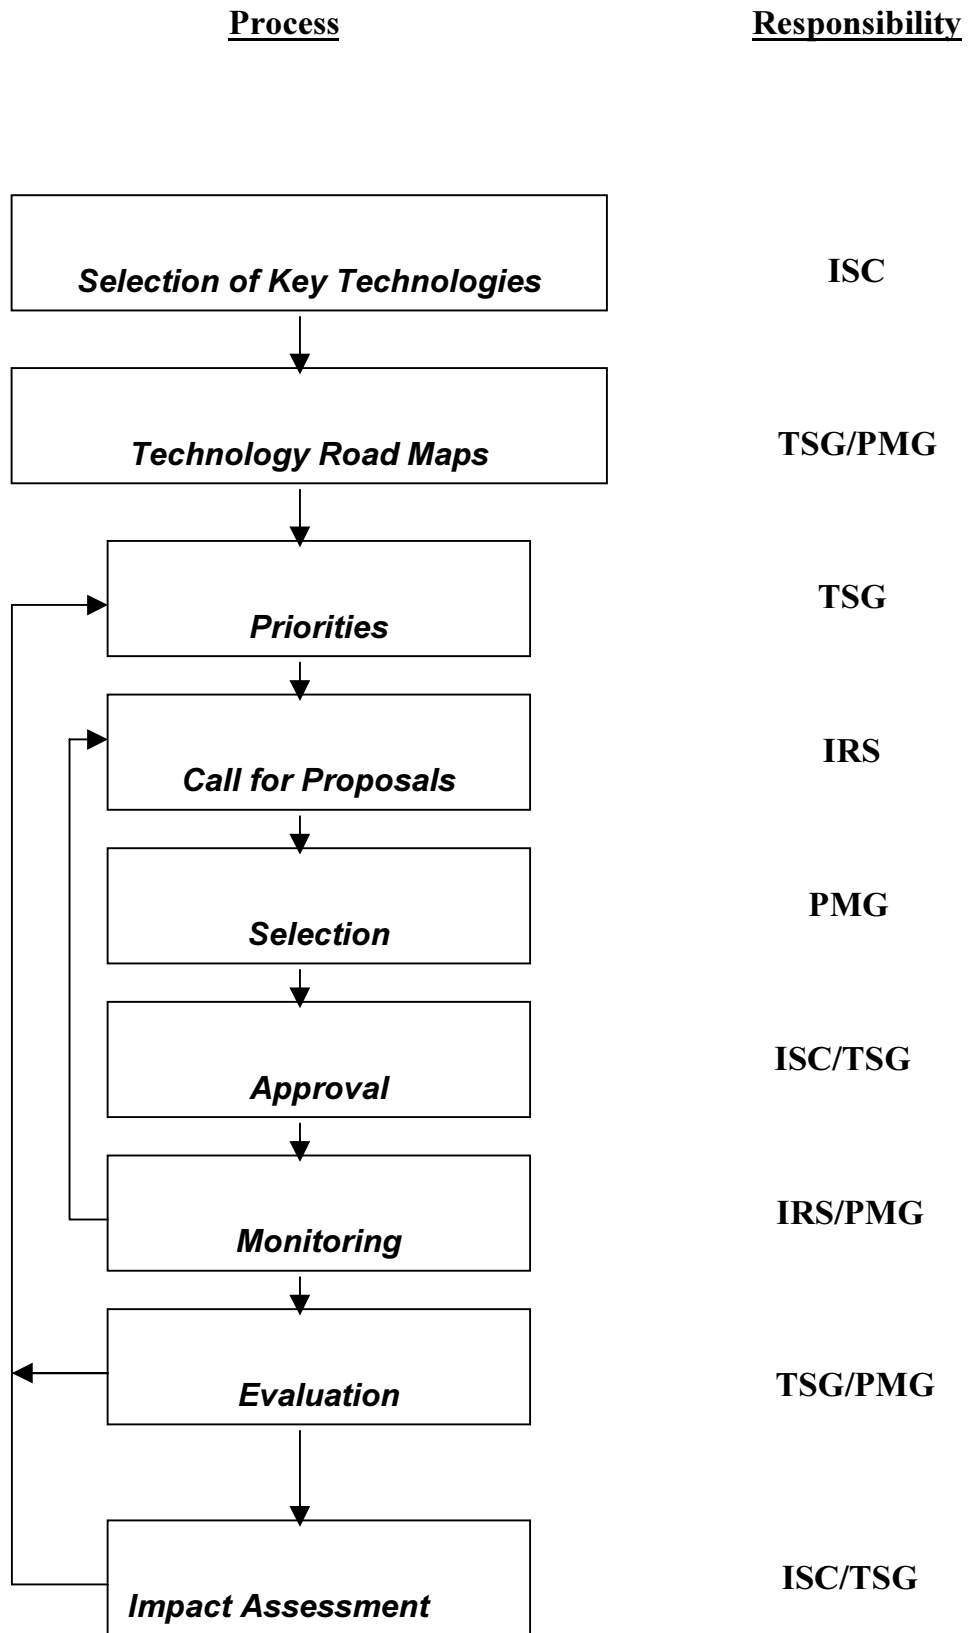 Process Responsibility
Selection of Key Technologies ISC
Technology Road Maps TSG/PMG
Priorities TSG
Call for Proposals IRS
Selection PMG
Approval ISC/TSG
Monitoring IRS/PMG
Evaluation TSG/PMG
Impact Assessment ISC/TSG